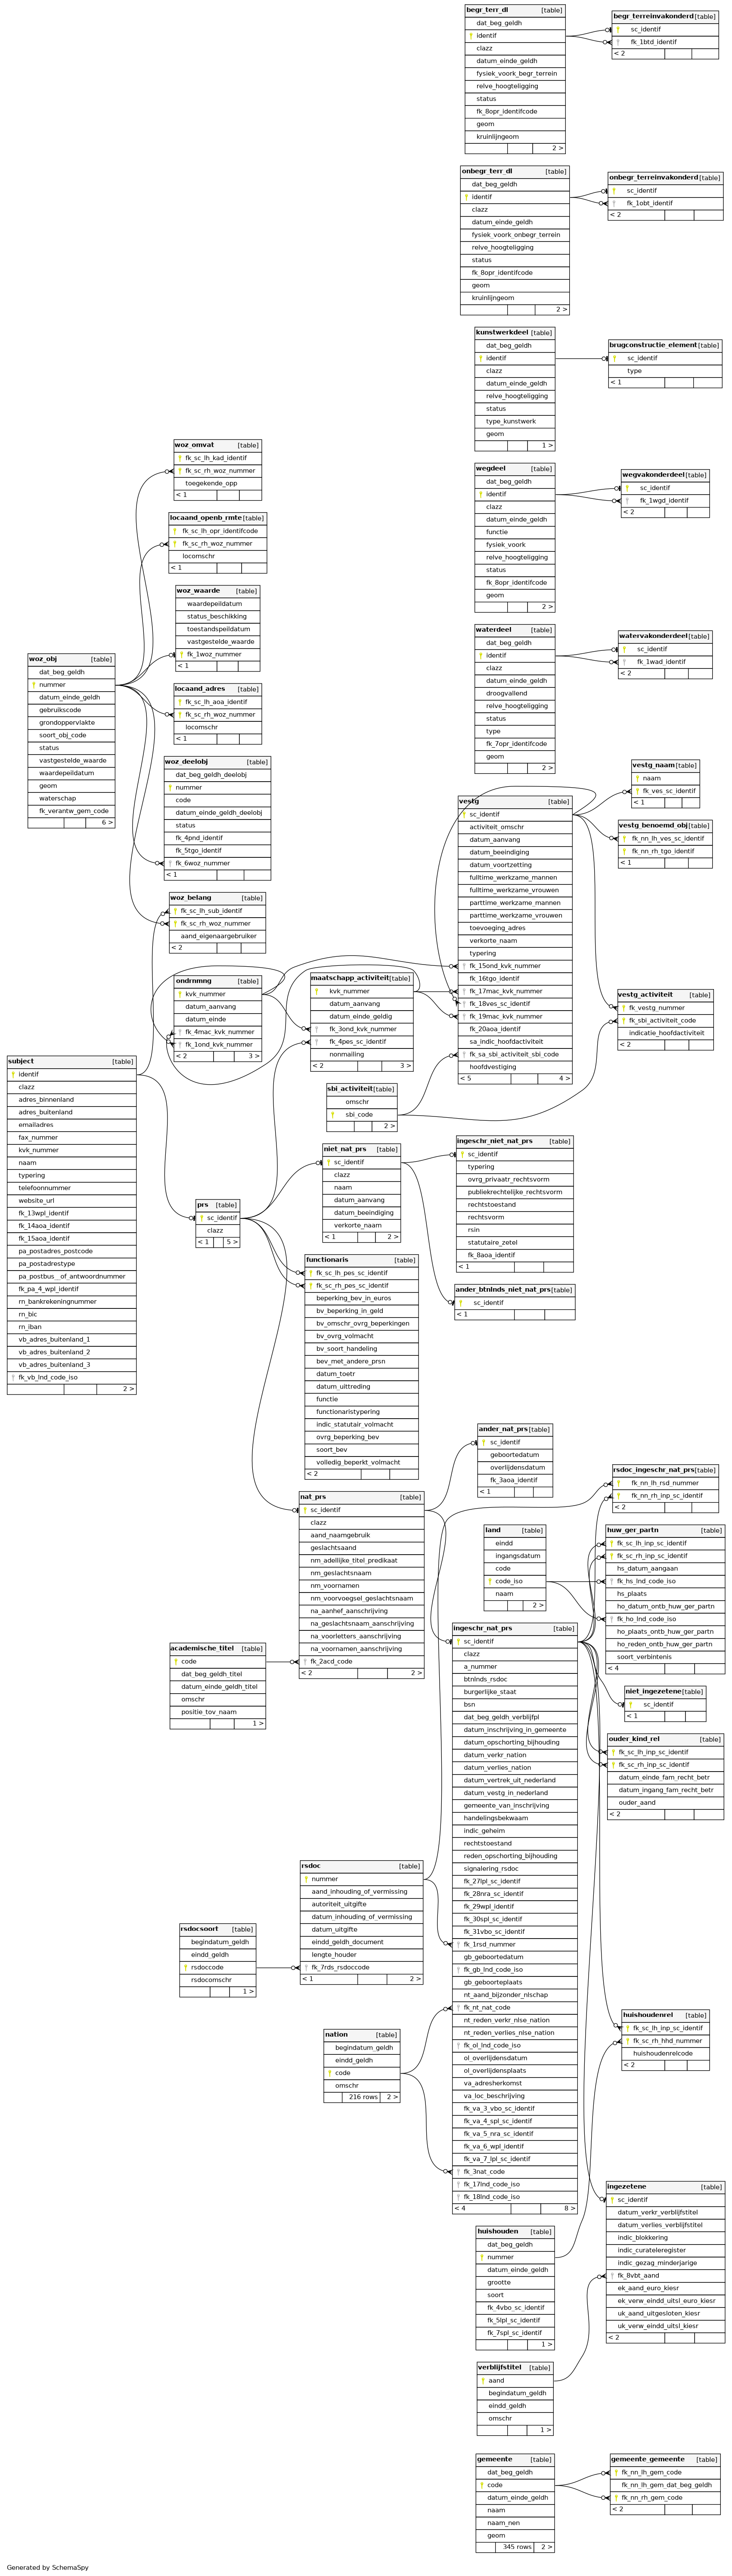 begr_terr_dl [table]
dat_beg_geldh
identif
clazz
datum_einde_geldh
fysiek_voork_begr_terrein
relve_hoogteligging
status
fk_8opr_identifcode
geom
kruinlijngeom
2 >
begr_terreinvakonderd [table]
sc_identif
fk_1btd_identif
< 2
onbegr_terr_dl [table]
dat_beg_geldh
identif
clazz
datum_einde_geldh
fysiek_voork_onbegr_terrein
relve_hoogteligging
status
fk_8opr_identifcode
geom
kruinlijngeom
2 >
onbegr_terreinvakonderd [table]
sc_identif
fk_1obt_identif
< 2
kunstwerkdeel [table]
dat_beg_geldh
identif
clazz
datum_einde_geldh
relve_hoogteligging
status
type_kunstwerk
geom
1 >
brugconstructie_element [table]
sc_identif
type
< 1
woz_omvat [table]
fk_sc_lh_kad_identif
fk_sc_rh_woz_nummer
toegekende_opp
< 1
wegdeel [table]
dat_beg_geldh
identif
clazz
datum_einde_geldh
functie
fysiek_voork
relve_hoogteligging
status
fk_8opr_identifcode
geom
2 >
wegvakonderdeel [table]
sc_identif
fk_1wgd_identif
< 2
locaand_openb_rmte [table]
fk_sc_lh_opr_identifcode
fk_sc_rh_woz_nummer
locomschr
< 1
woz_waarde [table]
waardepeildatum
status_beschikking
toestandspeildatum
vastgestelde_waarde
fk_1woz_nummer
< 1
waterdeel [table]
dat_beg_geldh
identif
clazz
datum_einde_geldh
droogvallend
relve_hoogteligging
status
type
fk_7opr_identifcode
geom
2 >
watervakonderdeel [table]
sc_identif
fk_1wad_identif
< 2
woz_obj [table]
dat_beg_geldh
nummer
datum_einde_geldh
gebruikscode
grondoppervlakte
soort_obj_code
status
vastgestelde_waarde
waardepeildatum
geom
waterschap
fk_verantw_gem_code
6 >
locaand_adres [table]
fk_sc_lh_aoa_identif
fk_sc_rh_woz_nummer
locomschr
< 1
woz_deelobj [table]
dat_beg_geldh_deelobj
nummer
code
datum_einde_geldh_deelobj
status
fk_4pnd_identif
fk_5tgo_identif
fk_6woz_nummer
< 1
vestg_naam [table]
naam
fk_ves_sc_identif
< 1
vestg [table]
sc_identif
activiteit_omschr
datum_aanvang
datum_beeindiging
datum_voortzetting
fulltime_werkzame_mannen
fulltime_werkzame_vrouwen
parttime_werkzame_mannen
parttime_werkzame_vrouwen
toevoeging_adres
verkorte_naam
typering
fk_15ond_kvk_nummer
fk_16tgo_identif
fk_17mac_kvk_nummer
fk_18ves_sc_identif
fk_19mac_kvk_nummer
fk_20aoa_identif
sa_indic_hoofdactiviteit
fk_sa_sbi_activiteit_sbi_code
hoofdvestiging
< 5 4 >
vestg_benoemd_obj [table]
fk_nn_lh_ves_sc_identif
fk_nn_rh_tgo_identif
< 1
woz_belang [table]
fk_sc_lh_sub_identif
fk_sc_rh_woz_nummer
aand_eigenaargebruiker
< 2
ondrnmng [table]
kvk_nummer
datum_aanvang
datum_einde
fk_4mac_kvk_nummer
fk_1ond_kvk_nummer
< 2 3 >
maatschapp_activiteit [table]
kvk_nummer
datum_aanvang
datum_einde_geldig
fk_3ond_kvk_nummer
fk_4pes_sc_identif
nonmailing
< 2 3 >
vestg_activiteit [table]
fk_vestg_nummer
fk_sbi_activiteit_code
indicatie_hoofdactiviteit
< 2
subject [table]
identif
clazz
adres_binnenland
adres_buitenland
emailadres
fax_nummer
kvk_nummer
naam
typering
telefoonnummer
website_url
fk_13wpl_identif
fk_14aoa_identif
fk_15aoa_identif
pa_postadres_postcode
pa_postadrestype
pa_postbus__of_antwoordnummer
fk_pa_4_wpl_identif
rn_bankrekeningnummer
rn_bic
rn_iban
vb_adres_buitenland_1
vb_adres_buitenland_2
vb_adres_buitenland_3
fk_vb_lnd_code_iso
2 >
sbi_activiteit [table]
omschr
sbi_code
2 >
niet_nat_prs [table]
sc_identif
clazz
naam
datum_aanvang
datum_beeindiging
verkorte_naam
< 1 2 >
ingeschr_niet_nat_prs [table]
sc_identif
typering
ovrg_privaatr_rechtsvorm
publiekrechtelijke_rechtsvorm
rechtstoestand
rechtsvorm
rsin
statutaire_zetel
fk_8aoa_identif
< 1
prs [table]
sc_identif
clazz
< 1 5 >
functionaris [table]
fk_sc_lh_pes_sc_identif
fk_sc_rh_pes_sc_identif
beperking_bev_in_euros
bv_beperking_in_geld
bv_omschr_ovrg_beperkingen
bv_ovrg_volmacht
bv_soort_handeling
bev_met_andere_prsn
datum_toetr
datum_uittreding
functie
functionaristypering
indic_statutair_volmacht
ovrg_beperking_bev
soort_bev
volledig_beperkt_volmacht
< 2
ander_btnlnds_niet_nat_prs [table]
sc_identif
< 1
ander_nat_prs [table]
sc_identif
geboortedatum
overlijdensdatum
fk_3aoa_identif
< 1
rsdoc_ingeschr_nat_prs [table]
fk_nn_lh_rsd_nummer
fk_nn_rh_inp_sc_identif
< 2
nat_prs [table]
sc_identif
clazz
aand_naamgebruik
geslachtsaand
nm_adellijke_titel_predikaat
nm_geslachtsnaam
nm_voornamen
nm_voorvoegsel_geslachtsnaam
na_aanhef_aanschrijving
na_geslachtsnaam_aanschrijving
na_voorletters_aanschrijving
na_voornamen_aanschrijving
fk_2acd_code
< 2 2 >
land [table]
eindd
ingangsdatum
code
code_iso
naam
2 >
huw_ger_partn [table]
fk_sc_lh_inp_sc_identif
fk_sc_rh_inp_sc_identif
hs_datum_aangaan
fk_hs_lnd_code_iso
hs_plaats
ho_datum_ontb_huw_ger_partn
fk_ho_lnd_code_iso
ho_plaats_ontb_huw_ger_partn
ho_reden_ontb_huw_ger_partn
soort_verbintenis
< 4
academische_titel [table]
code
dat_beg_geldh_titel
datum_einde_geldh_titel
omschr
positie_tov_naam
1 >
ingeschr_nat_prs [table]
sc_identif
clazz
a_nummer
btnlnds_rsdoc
burgerlijke_staat
bsn
dat_beg_geldh_verblijfpl
datum_inschrijving_in_gemeente
datum_opschorting_bijhouding
datum_verkr_nation
datum_verlies_nation
datum_vertrek_uit_nederland
datum_vestg_in_nederland
gemeente_van_inschrijving
handelingsbekwaam
indic_geheim
rechtstoestand
reden_opschorting_bijhouding
signalering_rsdoc
fk_27lpl_sc_identif
fk_28nra_sc_identif
fk_29wpl_identif
fk_30spl_sc_identif
fk_31vbo_sc_identif
fk_1rsd_nummer
gb_geboortedatum
fk_gb_lnd_code_iso
gb_geboorteplaats
nt_aand_bijzonder_nlschap
fk_nt_nat_code
nt_reden_verkr_nlse_nation
nt_reden_verlies_nlse_nation
fk_ol_lnd_code_iso
ol_overlijdensdatum
ol_overlijdensplaats
va_adresherkomst
va_loc_beschrijving
fk_va_3_vbo_sc_identif
fk_va_4_spl_sc_identif
fk_va_5_nra_sc_identif
fk_va_6_wpl_identif
fk_va_7_lpl_sc_identif
fk_3nat_code
fk_17lnd_code_iso
fk_18lnd_code_iso
< 4 8 >
niet_ingezetene [table]
sc_identif
< 1
ouder_kind_rel [table]
fk_sc_lh_inp_sc_identif
fk_sc_rh_inp_sc_identif
datum_einde_fam_recht_betr
datum_ingang_fam_recht_betr
ouder_aand
< 2
rsdoc [table]
nummer
aand_inhouding_of_vermissing
autoriteit_uitgifte
datum_inhouding_of_vermissing
datum_uitgifte
eindd_geldh_document
lengte_houder
fk_7rds_rsdoccode
< 1 2 >
rsdocsoort [table]
begindatum_geldh
eindd_geldh
rsdoccode
rsdocomschr
1 >
nation [table]
begindatum_geldh
eindd_geldh
code
omschr
216 rows 2 >
huishoudenrel [table]
fk_sc_lh_inp_sc_identif
fk_sc_rh_hhd_nummer
huishoudenrelcode
< 2
ingezetene [table]
sc_identif
datum_verkr_verblijfstitel
datum_verlies_verblijfstitel
indic_blokkering
indic_curateleregister
indic_gezag_minderjarige
fk_8vbt_aand
ek_aand_euro_kiesr
ek_verw_eindd_uitsl_euro_kiesr
uk_aand_uitgesloten_kiesr
uk_verw_eindd_uitsl_kiesr
< 2
huishouden [table]
dat_beg_geldh
nummer
datum_einde_geldh
grootte
soort
fk_4vbo_sc_identif
fk_5lpl_sc_identif
fk_7spl_sc_identif
1 >
verblijfstitel [table]
aand
begindatum_geldh
eindd_geldh
omschr
1 >
gemeente [table]
dat_beg_geldh
code
datum_einde_geldh
naam
naam_nen
geom
345 rows 2 >
gemeente_gemeente [table]
fk_nn_lh_gem_code
fk_nn_lh_gem_dat_beg_geldh
fk_nn_rh_gem_code
< 2
Generated by SchemaSpy